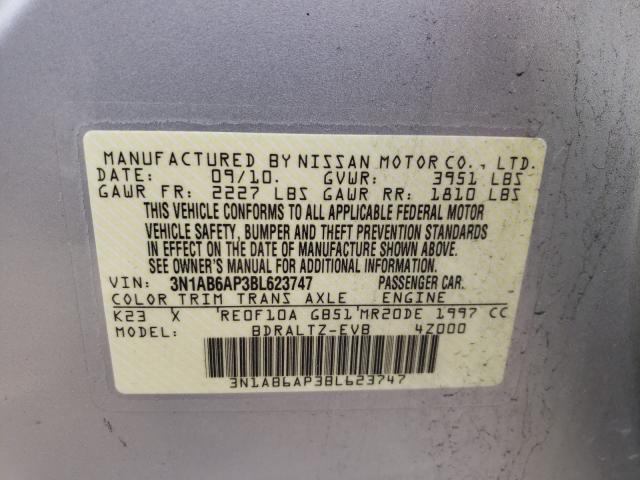 MANUFACTURED BY NISSAN MOTOR CO., LTD.
DATE: 09/10. GVWR: 3951 LBS
GAWR FR: 2227 LBS GAWR RR: 1810 LBS
THIS VEHICLE CONFORMS TO ALL APPLICABLE FEDERAL MOTOR
VEHICLE SAFETY, BUMPER AND THEFT PREVENTION STANDARDS
IN EFFECT ON THE DATE OF MANUFACTURE SHOWN ABOVE.
SEE OWNER'S MANUAL FOR ADDITIONAL INFORMATION.
VIN: 3N1AB6AP3BL623747 PASSENGER CAR.
COLOR TRIM TRANS AXLE ENGINE
K23 X RE0F10A GB51 MR20DE 1997 CC
MODEL: BDRALTZ-EVB 4Z000
3N1AB6AP3BL623747